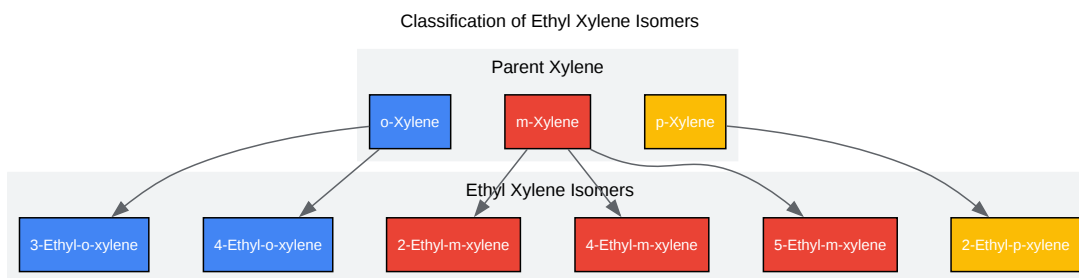 Classification of Ethyl Xylene Isomers
Parent Xylene
o-Xylene
m-Xylene
p-Xylene
Ethyl Xylene Isomers
3-Ethyl-o-xylene
4-Ethyl-o-xylene
2-Ethyl-m-xylene
4-Ethyl-m-xylene
5-Ethyl-m-xylene
2-Ethyl-p-xylene